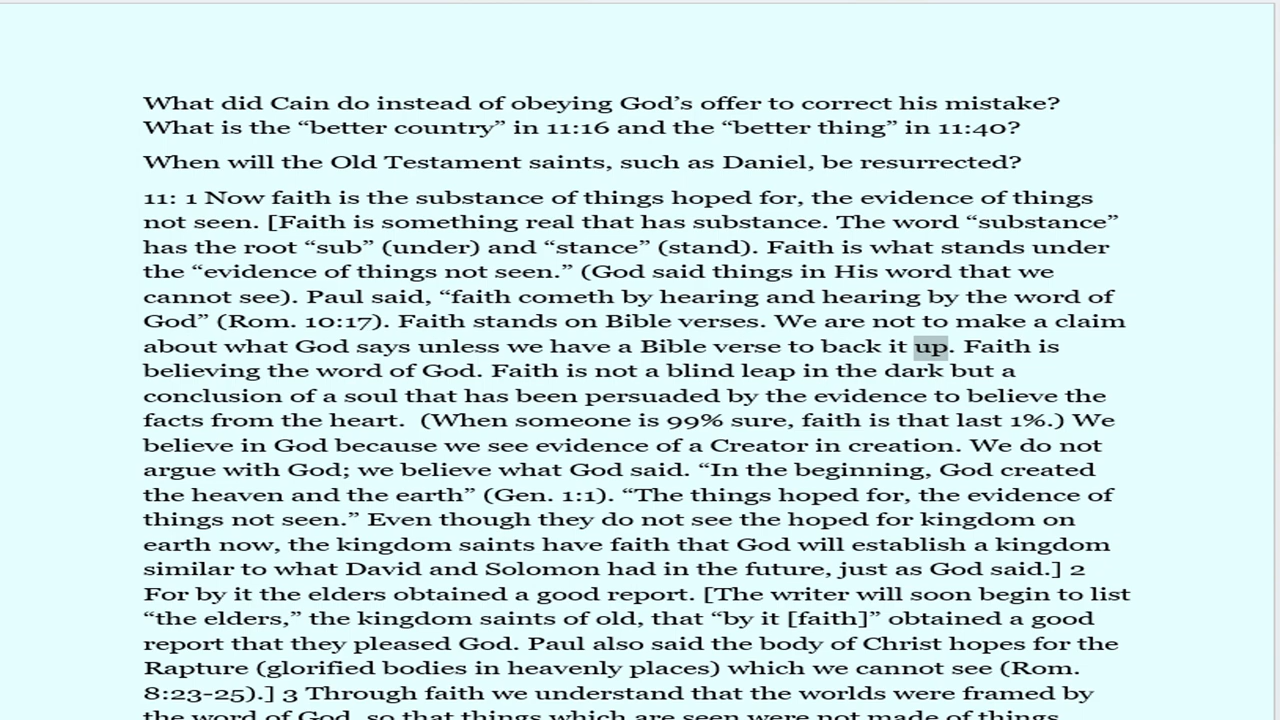 What did Cain do instead of obeying God’s offer to correct his mistake?
What is the “better country” in 11:16 and the “better thing” in 11:40?
When will the Old Testament saints, such as Daniel, be resurrected?
11: 1 Now faith is the substance of things hoped for, the evidence of things
not seen. [Faith is something real that has substance. The word “substance”
has the root “sub” (under) and “stance” (stand). Faith is what stands under
the “evidence of things not seen.” (God said things in His word that we
cannot see). Paul said, “faith cometh by hearing and hearing by the word of
God” (Rom. 10:17). Faith stands on Bible verses. We are not to make a claim
about what God says unless we have a Bible verse to back it up. Faith is
believing the word of God. Faith is not a blind leap in the dark but a
conclusion of a soul that has been persuaded by the evidence to believe the
facts from the heart.  (When someone is 99% sure, faith is that last 1%.) We
believe in God because we see evidence of a Creator in creation. We do not
argue with God; we believe what God said. “In the beginning, God created
the heaven and the earth” (Gen. 1:1). “The things hoped for, the evidence of
things not seen.” Even though they do not see the hoped for kingdom on
earth now, the kingdom saints have faith that God will establish a kingdom
similar to what David and Solomon had in the future, just as God said.] 2
For by it the elders obtained a good report. [The writer will soon begin to list
“the elders,” the kingdom saints of old, that “by it [faith]” obtained a good
report that they pleased God. Paul also said the body of Christ hopes for the
Rapture (glorified bodies in heavenly places) which we cannot see (Rom.
8:23-25).] 3 Through faith we understand that the worlds were framed by
the word of God, so that things which are seen were not made of things